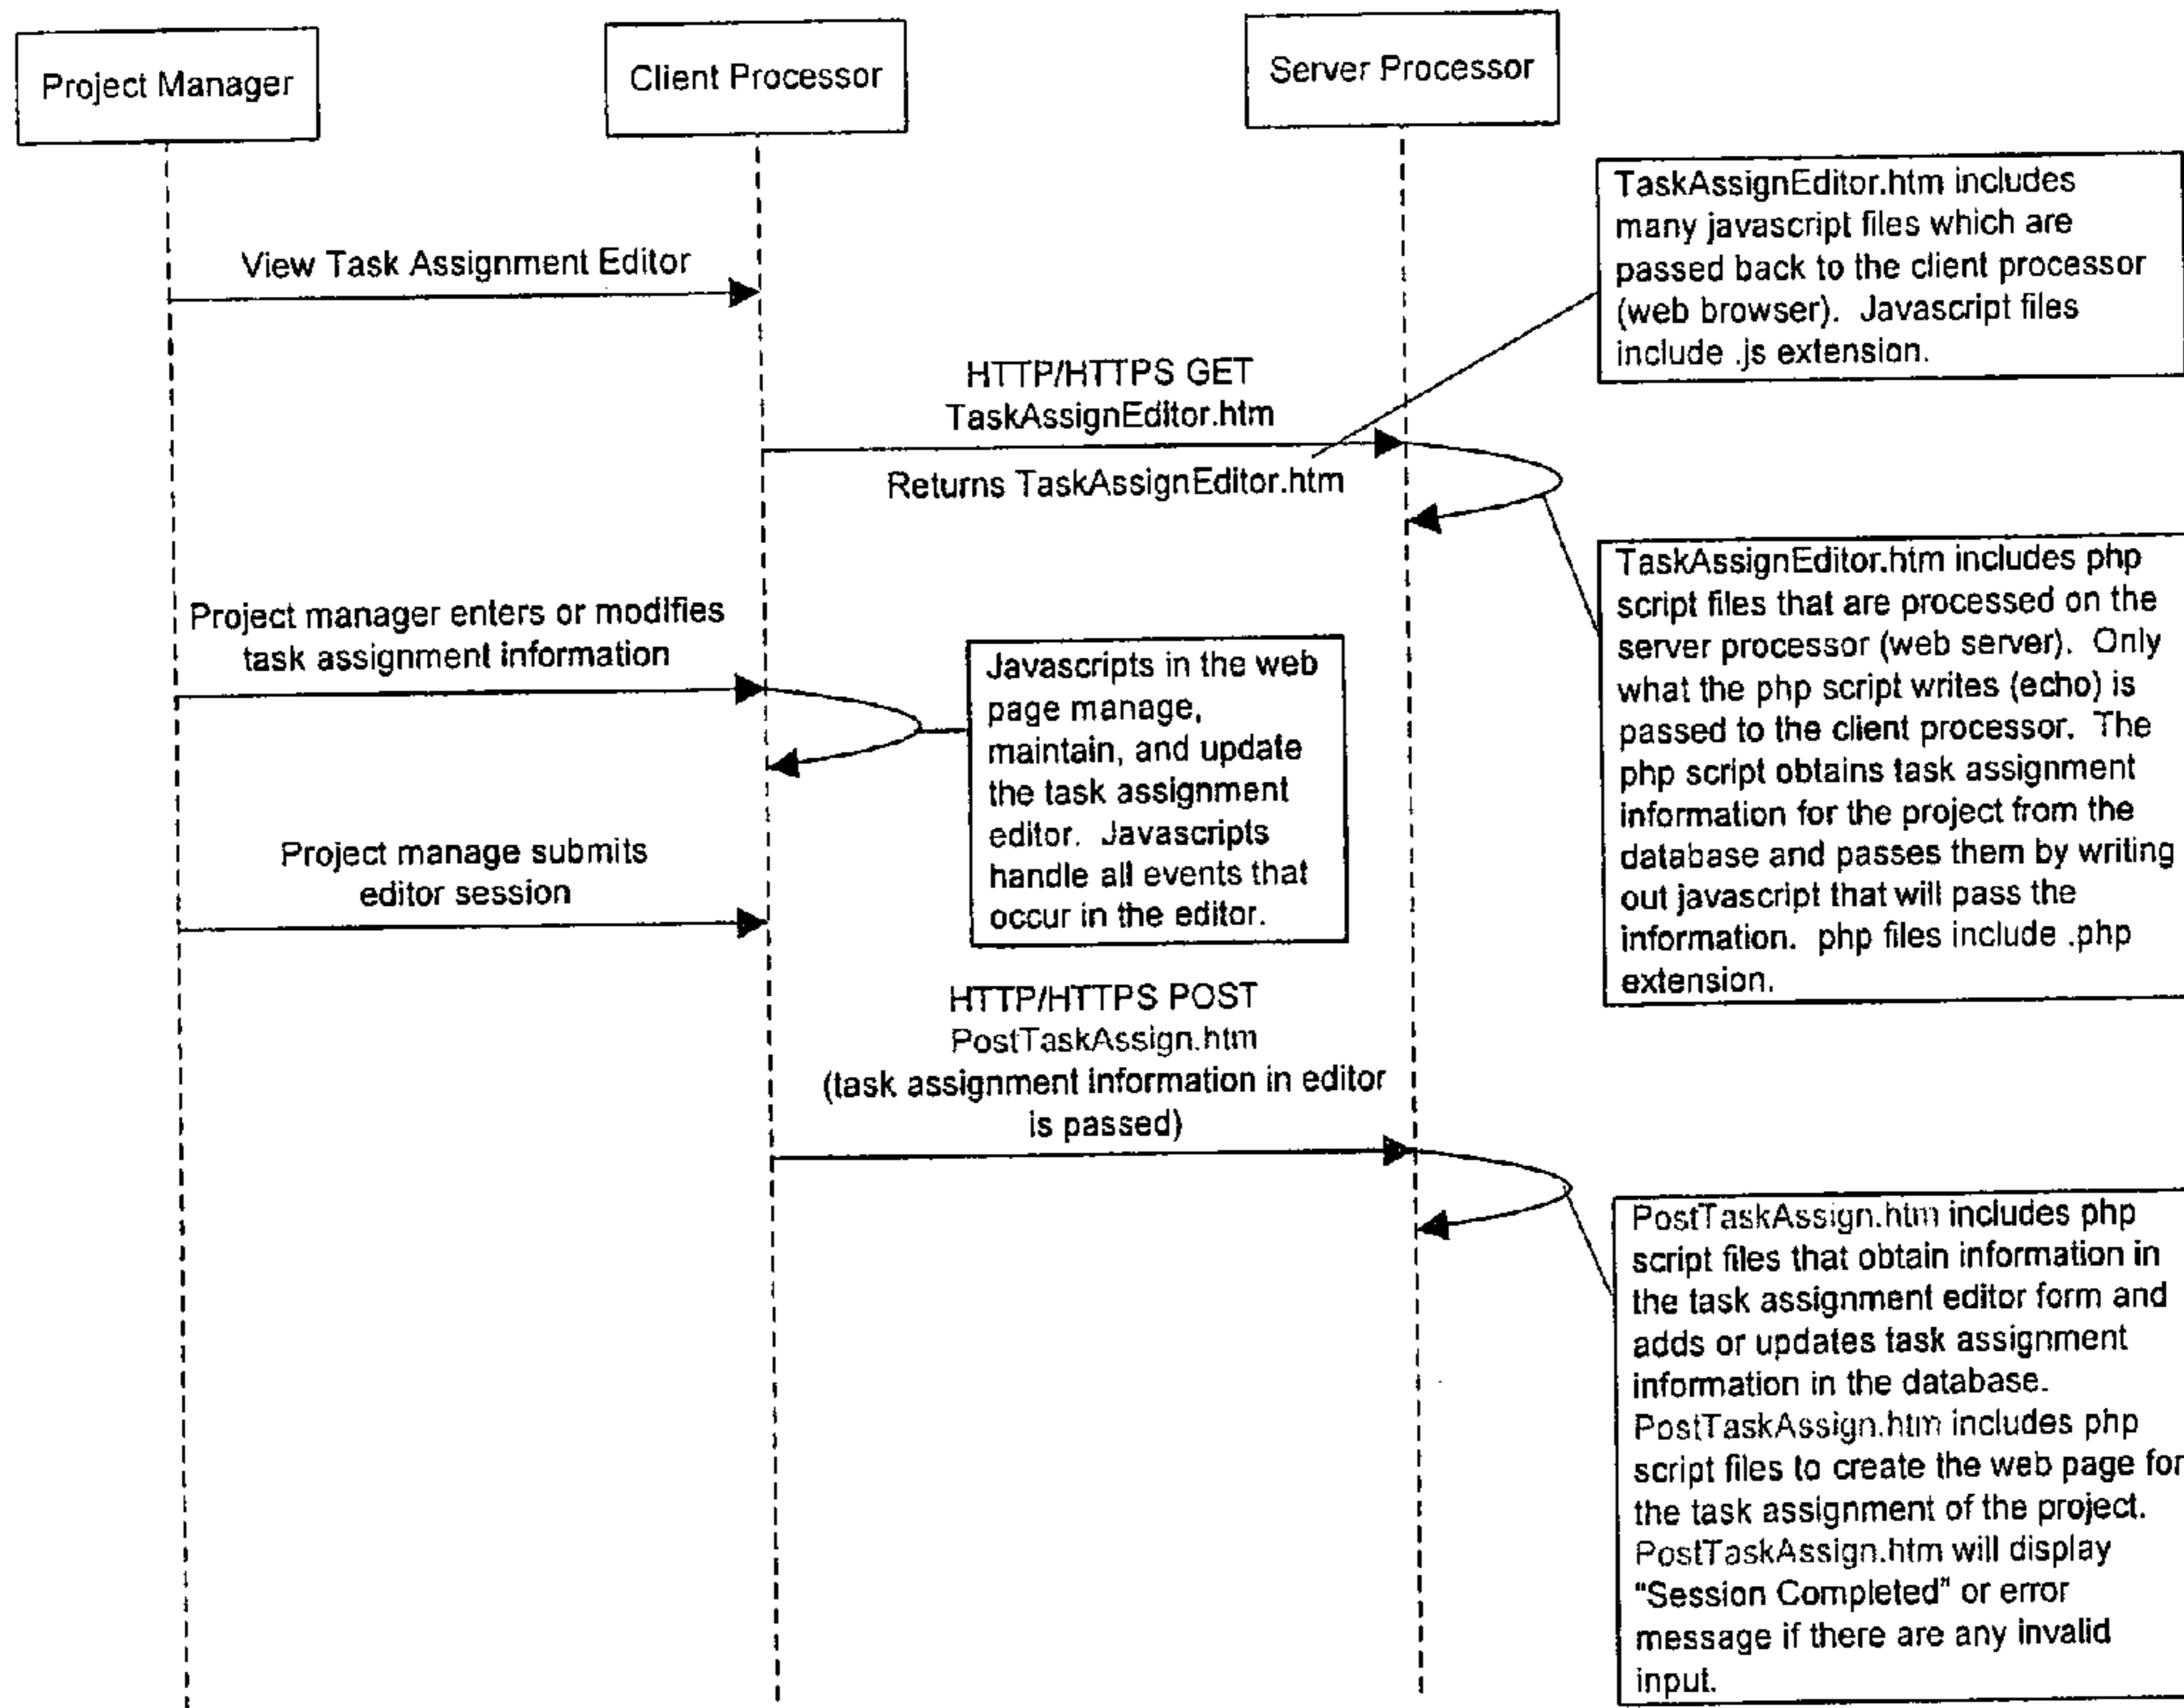 Project Manager
Client Processor
Server Processor
TaskAssignEditor.htm includes
many javascript files which are
passed back to the client processor
(web browser).  Javascript files
include .js extension.
View Task Assignment Editor
HTTP/HTTPS GET
TaskAssignEditor.htm
Returns TaskAssignEditor.htm
TaskAssignEditor.htm includes php
script files that are processed on the
server processor (web server).  Only
what the php script writes (echo) is
passed to the client processor.  The
php script obtains task assignment
information for the project from the
database and passes them by writing
out javascript that will pass the
information.  php files include .php
extension.
Project manager enters or modifies
task assignment information
Javascripts in the web
page manage,
maintain, and update
the task assignment
editor.  Javascripts
handle all events that
occur in the editor.
Project manage submits
editor session
HTTP/HTTPS POST
PostTaskAssign.htm
(task assignment information in editor
is passed)
PostTaskAssign.htm includes php
script files that obtain information in
the task assignment editor form and
adds or updates task assignment
information in the database.
PostTaskAssign.htm includes php
script files to create the web page for
the task assignment of the project.
PostTaskAssign.htm will display
"Session Completed" or error
message if there are any invalid
input.